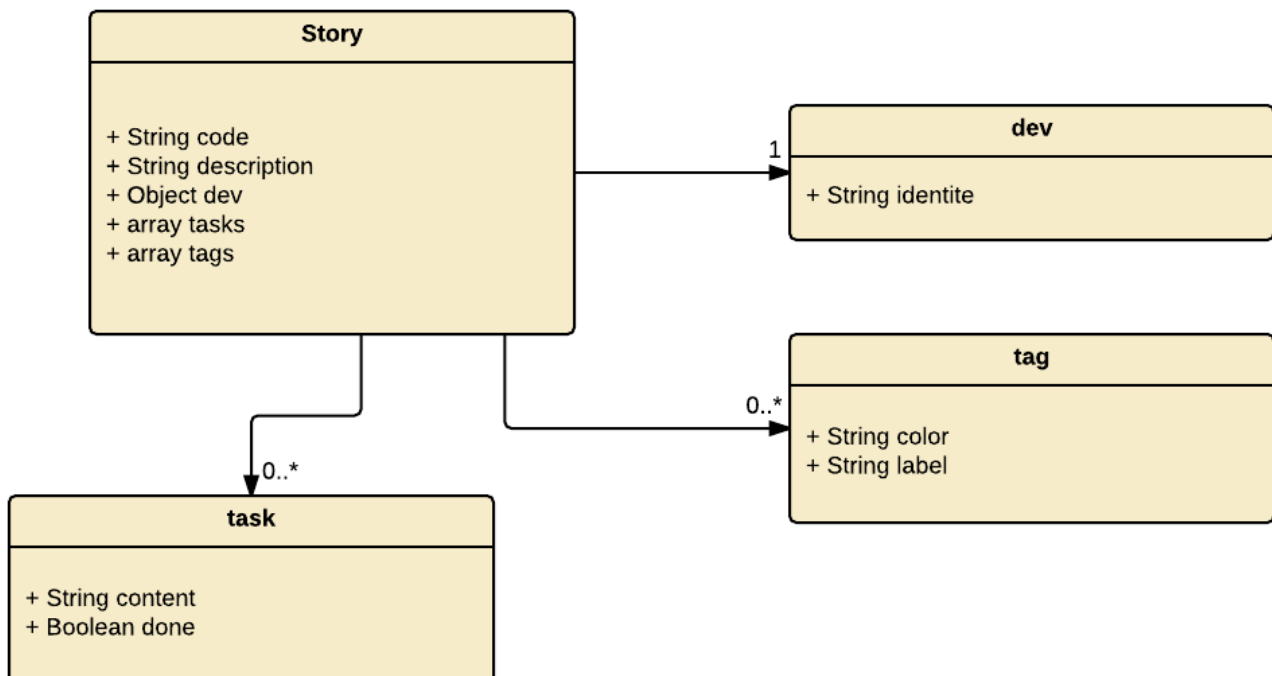 Story
+ String code
+ String description
+ Object dev
+ array tasks
+ array tags
1
dev
+ String identite
0..*
tag
+ String color
+ String label
0..*
task
+ String content
+ Boolean done